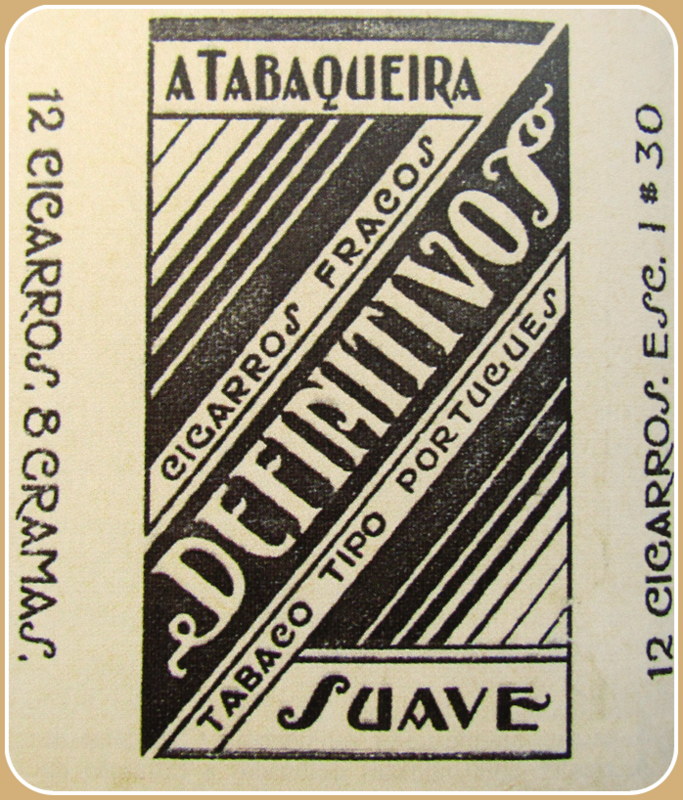 A TABAQUEIRA
CIGARROS FRACOS
DEFINITIVOS
TABACO TIPO PORTUGUES
SUAVE
12 CIGARROS. 8 GRAMAS.
12 CIGARROS. ESC. 1$30